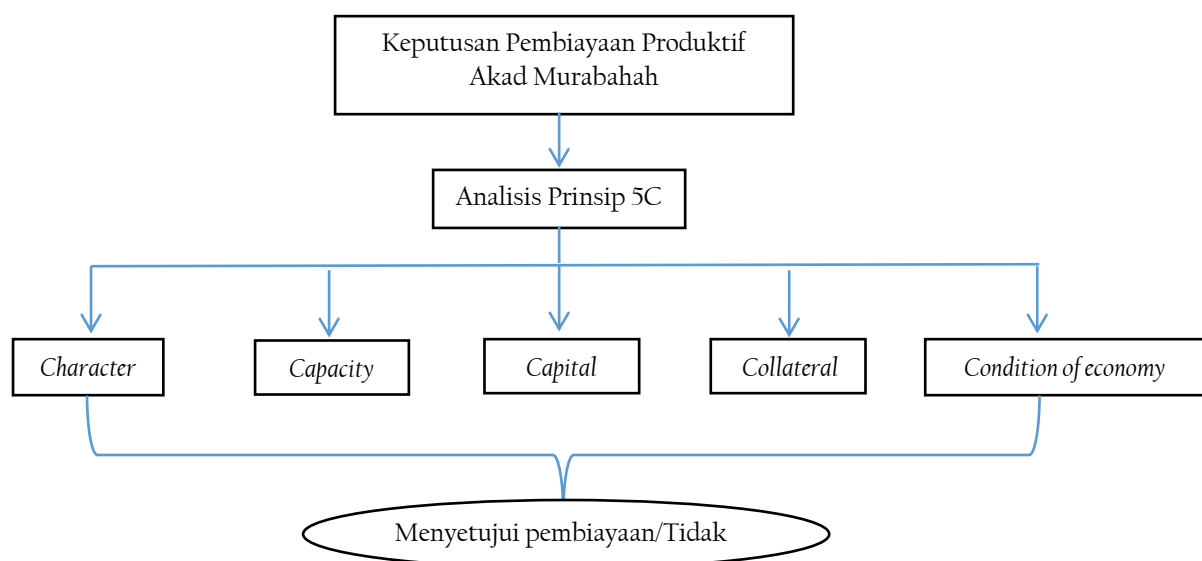 Keputusan Pembiayaan Produktif
Akad Murabahah
Analisis Prinsip 5C
Character
Capacity
Capital
Collateral
Condition of economy
Menyetujui pembiayaan/Tidak